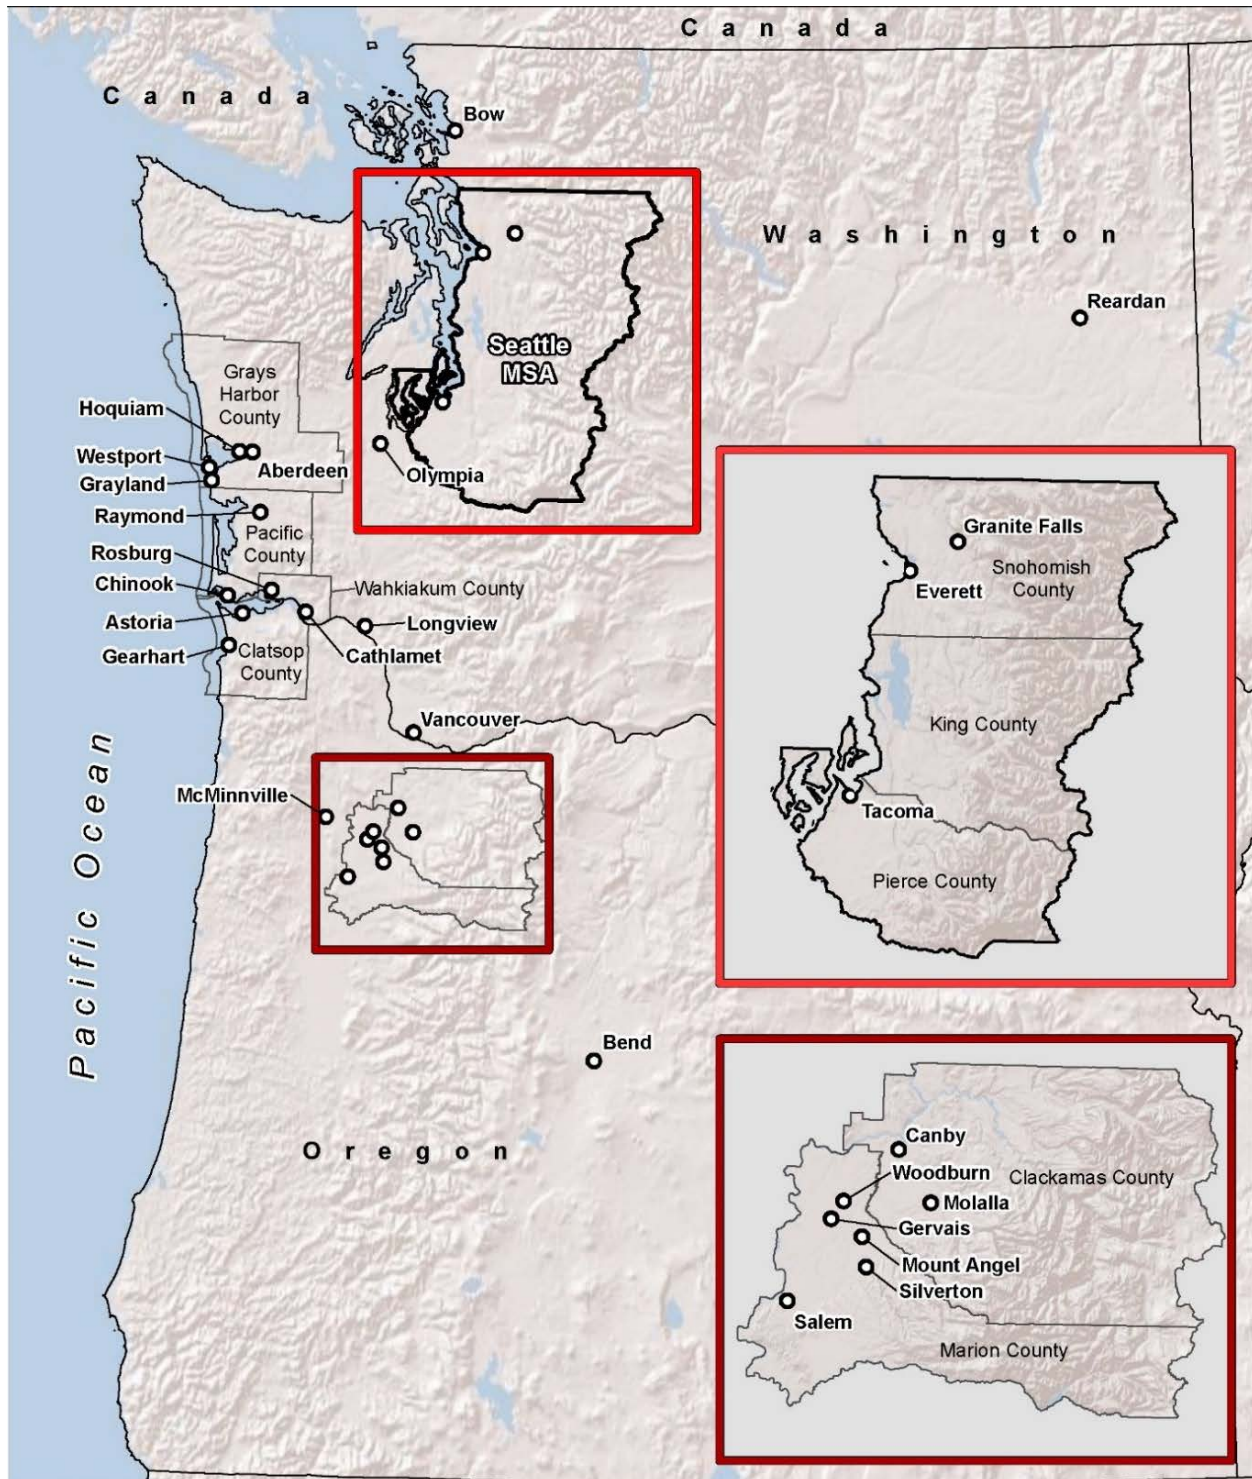 Canada
Canada
Bow
Washington
Reardan
Seattle
MSA
Grays
Harbor
County
Hoquiam
Westport
Aberdeen
Grayland
Olympia
Raymond
Pacific
County
Rosburg
Chinook
Wahkiakum County
Astoria
Longview
Gearhart
Clatsop
County
Cathlamet
Vancouver
McMinnville
Pacific Ocean
Bend
Oregon
Granite Falls
Snohomish
County
Everett
King County
Tacoma
Pierce County
Canby
Woodburn
Clackamas County
Molalla
Gervais
Mount Angel
Silverton
Salem
Marion County